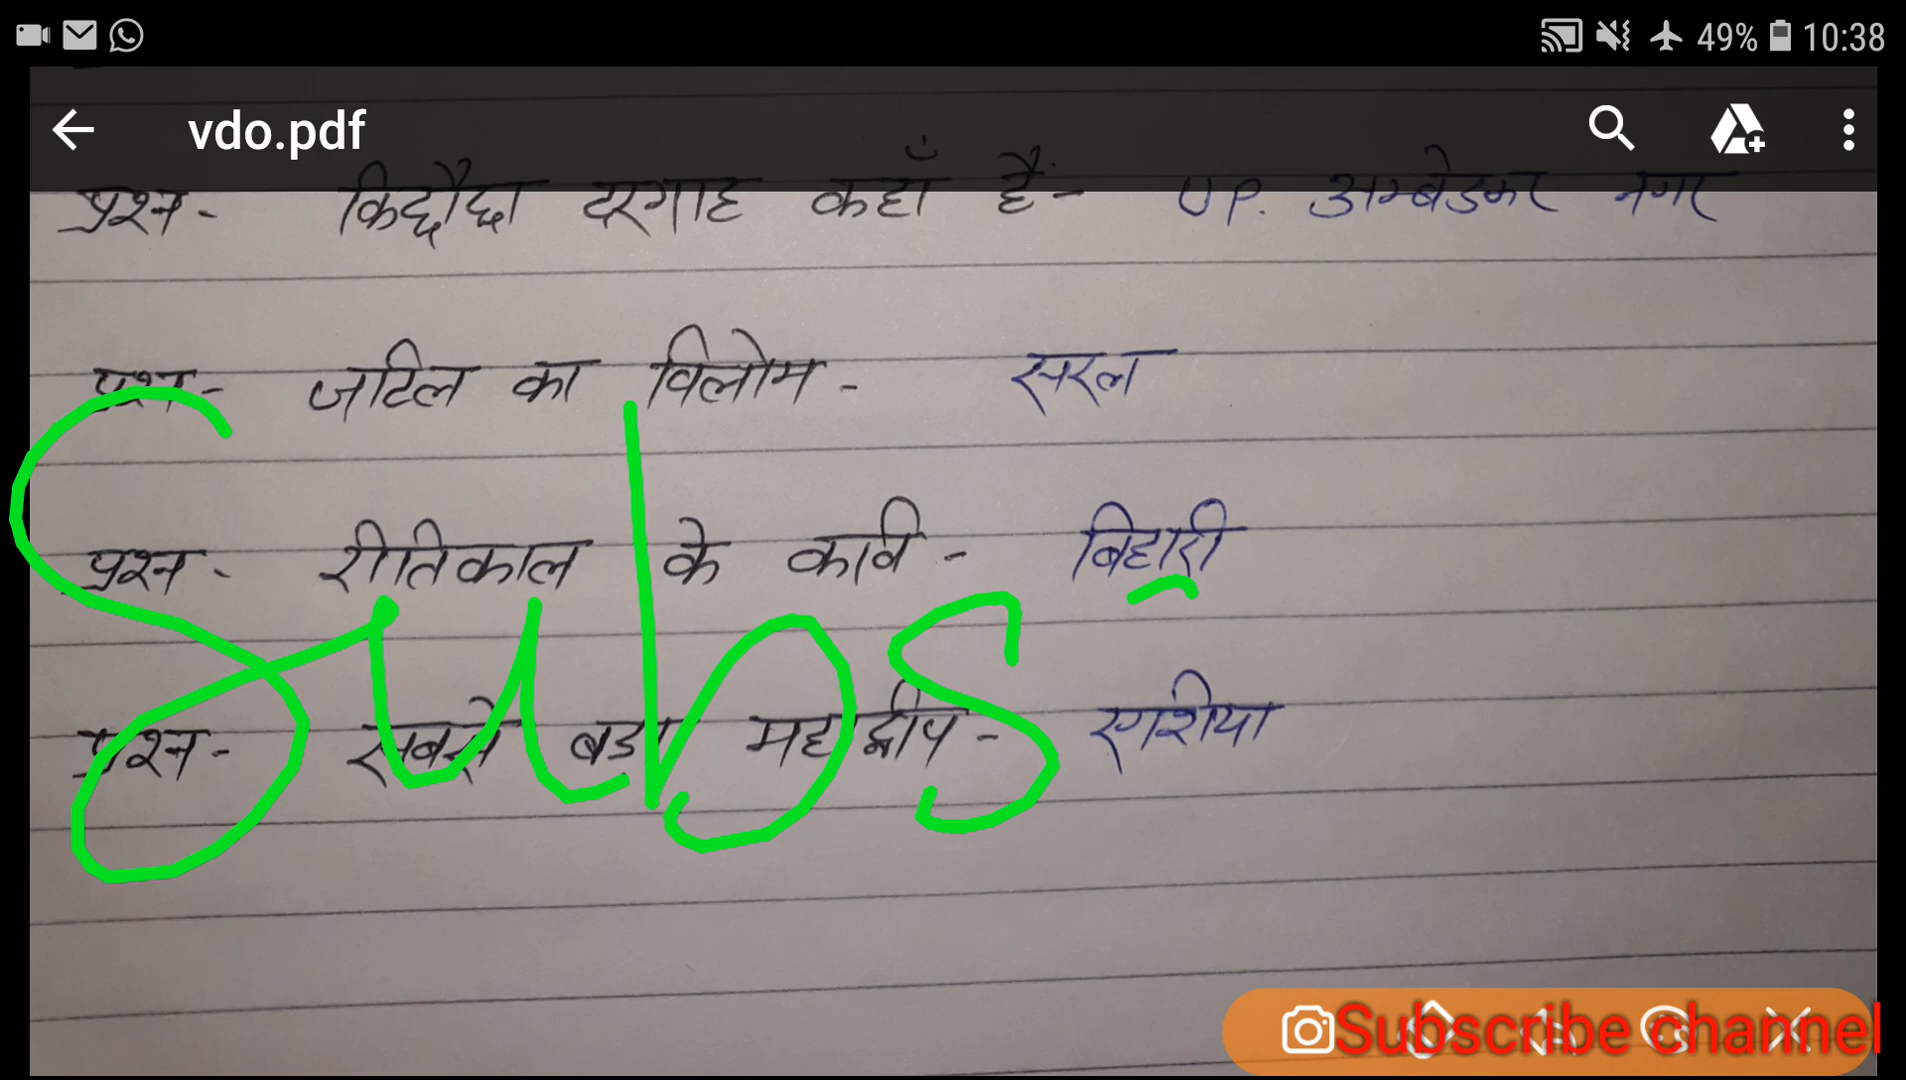 49% 10:38
vdo.pdf
प्रश्न - किछौछा दरगाह कहाँ है - UP. अम्बेडकर नगर
प्रश्न - जटिल का विलोम - सरल
प्रश्न - रीतिकाल के कवि - बिहारी
प्रश्न - सबसे बडा महाद्वीप - एशिया
Subs
Subscribe channel